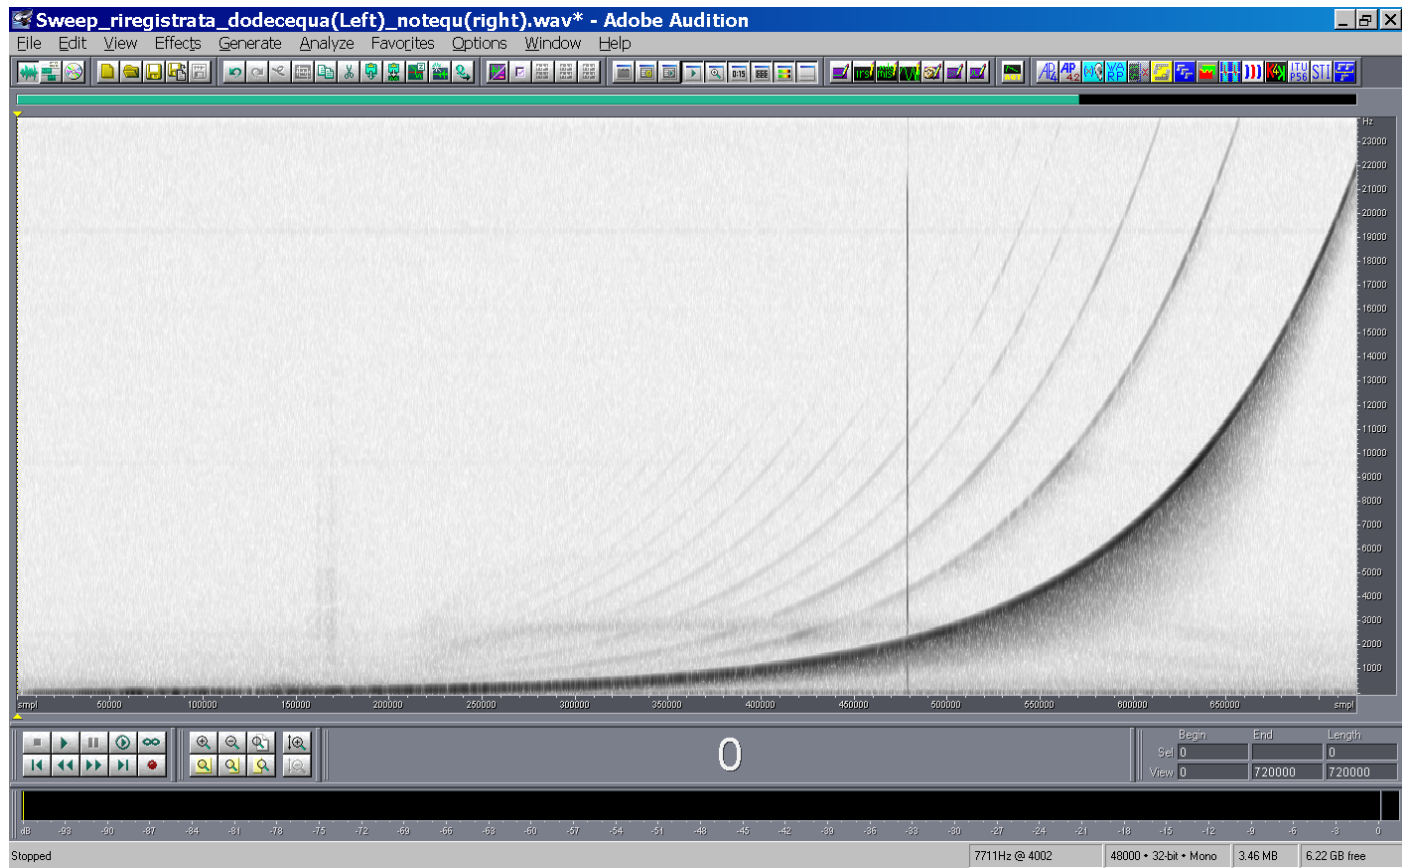 Sweep_riregistrata_dodecequa(Left)_notequ(right).wav* - Adobe Audition
File Edit View Effects Generate Analyze Favorites Options Window Help
ITU P56 STI
Hz
23000
22000
21000
20000
19000
18000
17000
16000
15000
14000
13000
12000
11000
10000
9000
8000
7000
6000
5000
4000
3000
2000
1000
smpl 50000 100000 150000 200000 250000 300000 350000 400000 450000 500000 550000 600000 650000 smpl
0
Begin End Length
Sel 0 0
View 0 720000 720000
dB -93 -90 -87 -84 -81 -78 -75 -72 -69 -66 -63 -60 -57 -54 -51 -48 -45 -42 -39 -36 -33 -30 -27 -24 -21 -18 -15 -12 -9 -6 -3 0
Stopped 7711Hz @ 4002 48000 • 32-bit • Mono 3.46 MB 6.22 GB free